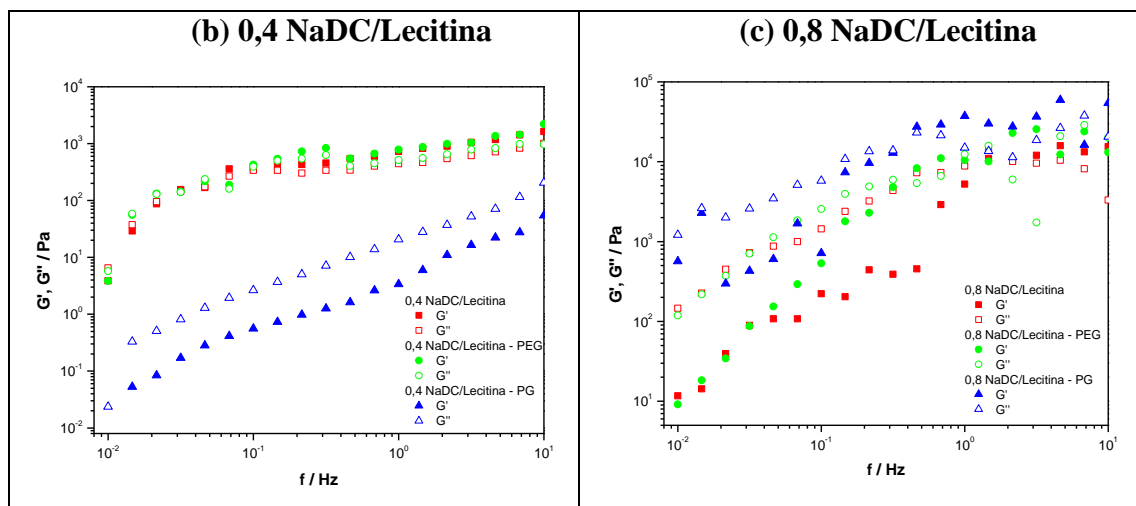 (b) 0,4 NaDC/Lecitina
10^4
10^3
10^2
10^1
10^0
10^-1
10^-2
G', G'' / Pa
0,4 NaDC/Lecitina
G'
G''
0,4 NaDC/Lecitina - PEG
G'
G''
0,4 NaDC/Lecitina - PG
G'
G''
10^-2 10^-1 10^0 10^1
f / Hz
(c) 0,8 NaDC/Lecitina
10^5
10^4
10^3
10^2
10^1
G', G'' / Pa
0,8 NaDC/Lecitina
G'
G''
0,8 NaDC/Lecitina - PEG
G'
G''
0,8 NaDC/Lecitina - PG
G'
G''
10^-2 10^-1 10^0 10^1
f / Hz